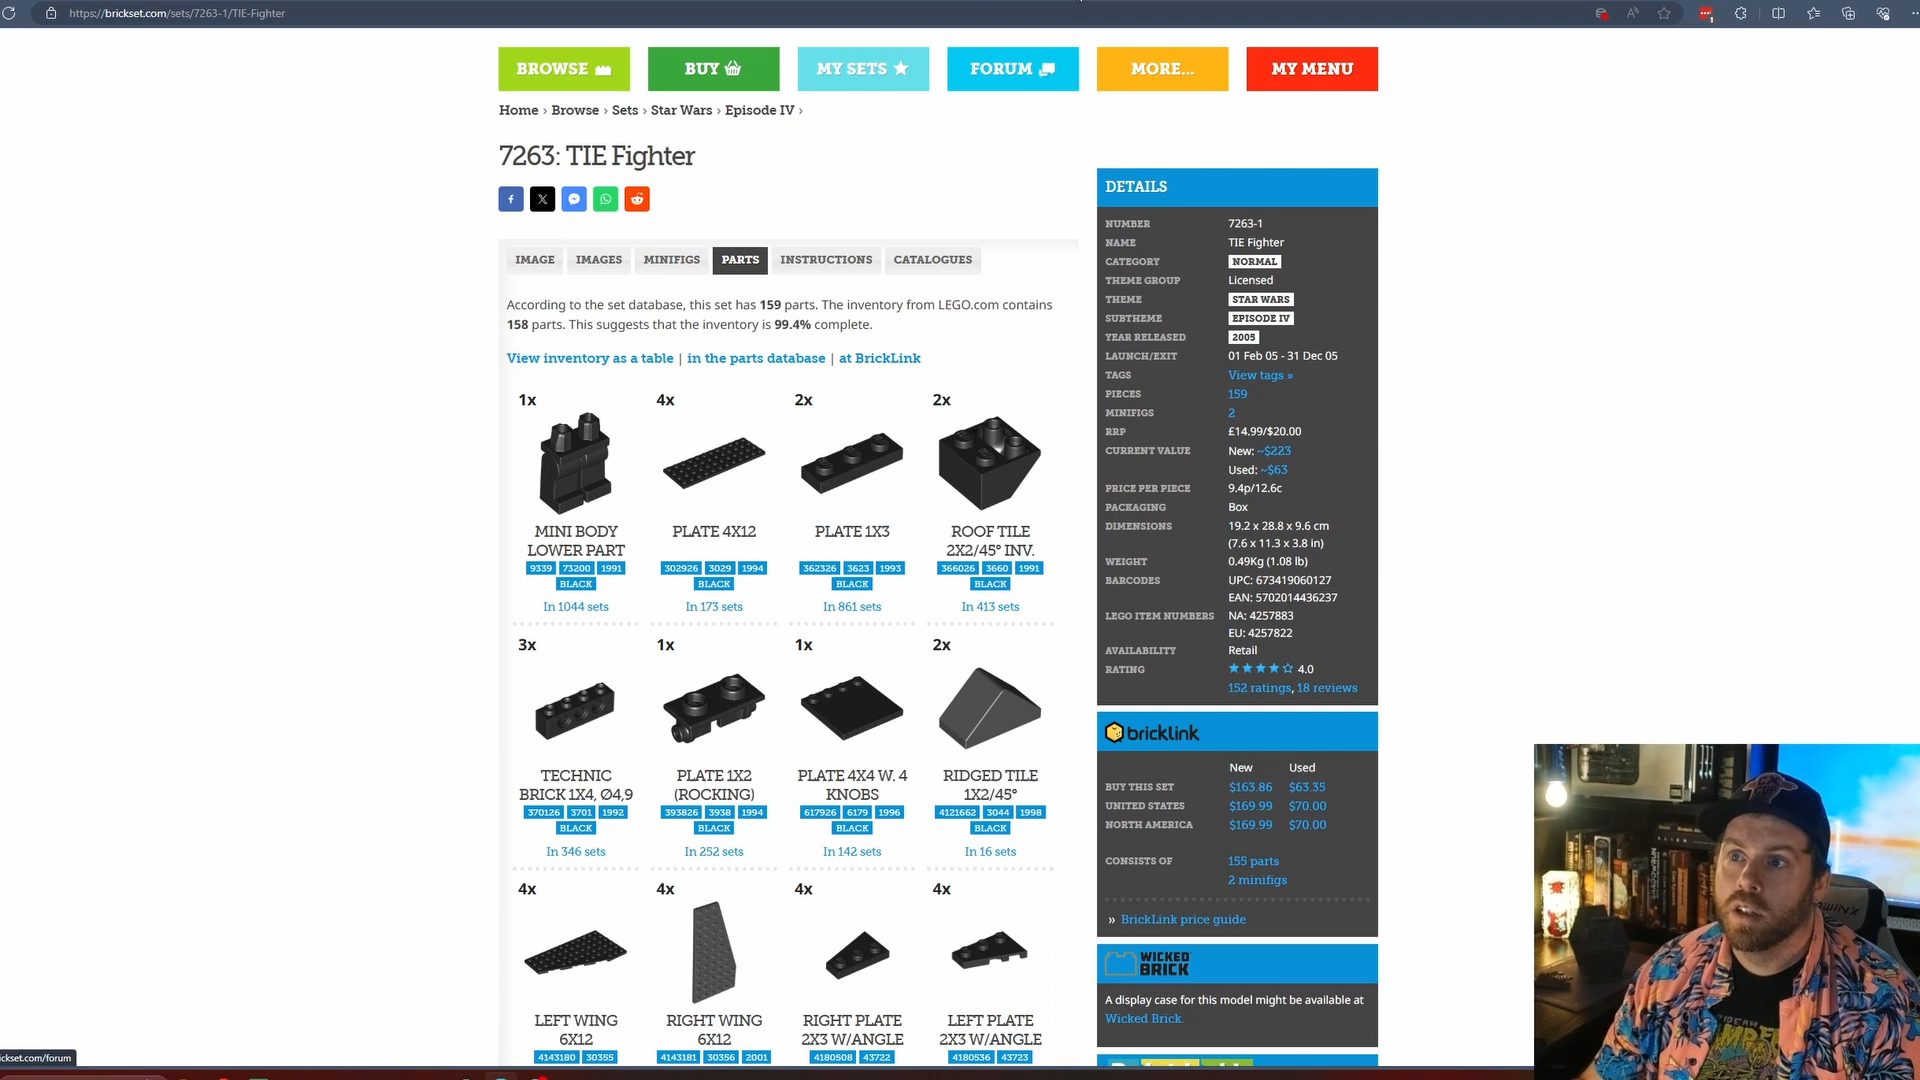 https://brickset.com/sets/7263-1/TIE-Fighter
BROWSE
BUY
MY SETS
FORUM
MORE...
MY MENU
Home › Browse › Sets › Star Wars › Episode IV ›
7263: TIE Fighter
IMAGE
IMAGES
MINIFIGS
PARTS
INSTRUCTIONS
CATALOGUES
According to the set database, this set has 159 parts. The inventory from LEGO.com contains
158 parts. This suggests that the inventory is 99.4% complete.
View inventory as a table | in the parts database | at BrickLink
1x
4x
2x
2x
MINI BODY
LOWER PART
9339 73200 1991
BLACK
In 1044 sets
PLATE 4X12
302926 3029 1994
BLACK
In 173 sets
PLATE 1X3
362326 3623 1993
BLACK
In 861 sets
ROOF TILE
2X2/45° INV.
366026 3660 1991
BLACK
In 413 sets
3x
1x
1x
2x
TECHNIC
BRICK 1X4, Ø4,9
370126 3701 1992
BLACK
In 346 sets
PLATE 1X2
(ROCKING)
393826 3938 1994
BLACK
In 252 sets
PLATE 4X4 W. 4
KNOBS
617926 6179 1996
BLACK
In 142 sets
RIDGED TILE
1X2/45°
4121662 3044 1998
BLACK
In 16 sets
4x
4x
4x
4x
LEFT WING
6X12
4143180 30355
RIGHT WING
6X12
4143181 30356 2001
RIGHT PLATE
2X3 W/ANGLE
4180508 43722
LEFT PLATE
2X3 W/ANGLE
4180536 43723
DETAILS
NUMBER 7263-1
NAME TIE Fighter
CATEGORY NORMAL
THEME GROUP Licensed
THEME STAR WARS
SUBTHEME EPISODE IV
YEAR RELEASED 2005
LAUNCH/EXIT 01 Feb 05 - 31 Dec 05
TAGS View tags »
PIECES 159
MINIFIGS 2
RRP £14.99/$20.00
CURRENT VALUE New: ~$223
Used: ~$63
PRICE PER PIECE 9.4p/12.6c
PACKAGING Box
DIMENSIONS 19.2 x 28.8 x 9.6 cm
(7.6 x 11.3 x 3.8 in)
WEIGHT 0.49Kg (1.08 lb)
BARCODES UPC: 673419060127
EAN: 5702014436237
LEGO ITEM NUMBERS NA: 4257883
EU: 4257822
AVAILABILITY Retail
RATING 4.0
152 ratings, 18 reviews
bricklink
New Used
BUY THIS SET $163.86 $63.35
UNITED STATES $169.99 $70.00
NORTH AMERICA $169.99 $70.00
CONSISTS OF 155 parts
2 minifigs
» BrickLink price guide
WICKED
BRICK
A display case for this model might be available at
Wicked Brick.
ickset.com/forum